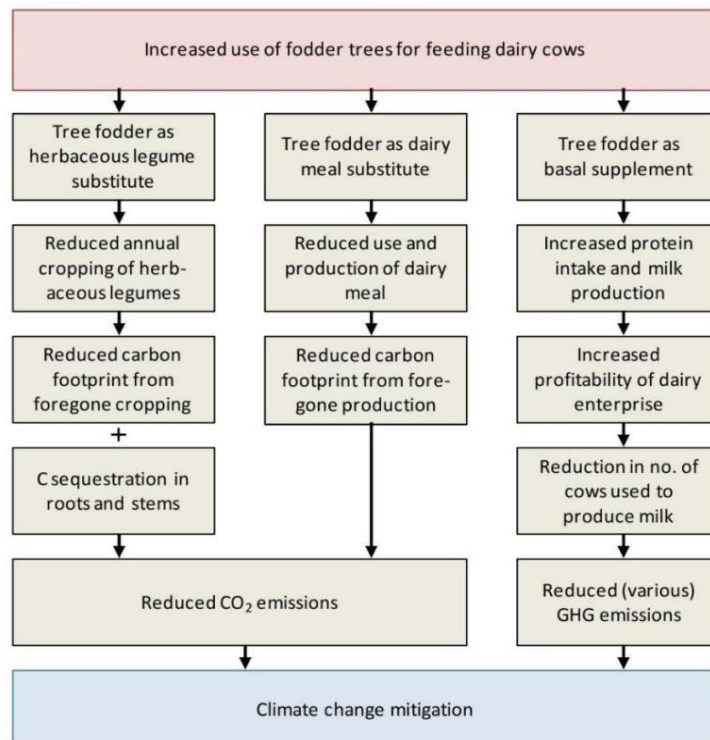 Increased use of fodder trees for feeding dairy cows
Tree fodder as
herbaceous legume
substitute
Tree fodder as dairy
meal substitute
Tree fodder as
basal supplement
Reduced annual
cropping of herb-
aceous legumes
Reduced use and
production of dairy
meal
Increased protein
intake and milk
production
Reduced carbon
footprint from
foregone cropping
Reduced carbon
footprint from fore-
gone production
Increased
profitability of dairy
enterprise
+
C sequestration in
roots and stems
Reduction in no. of
cows used to
produce milk
Reduced CO₂ emissions
Reduced (various)
GHG emissions
Climate change mitigation